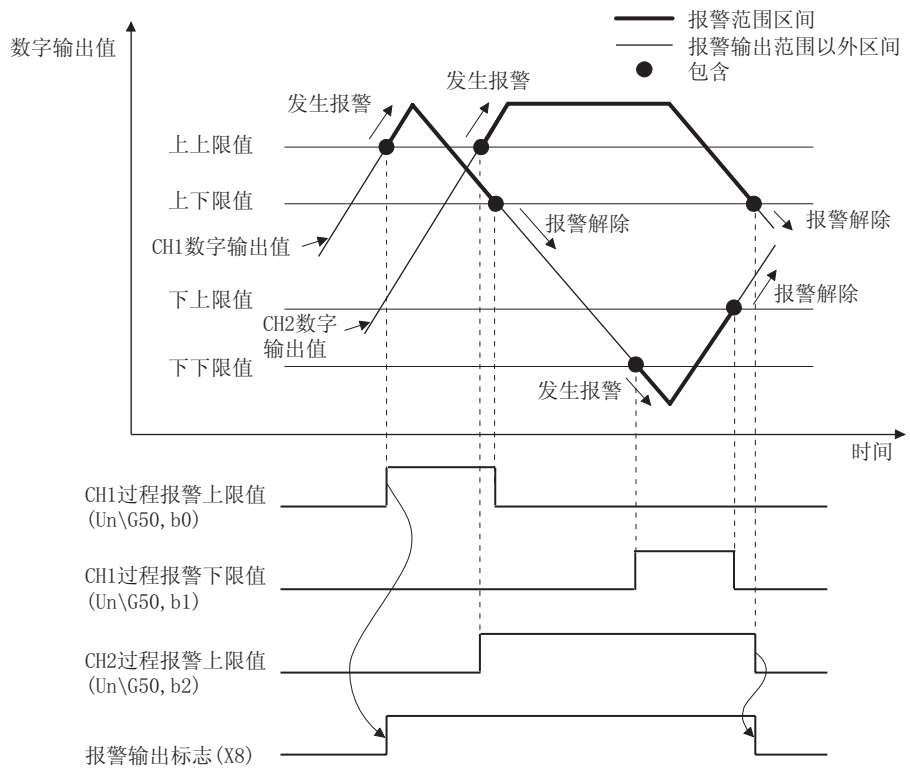 报警范围区间
报警输出范围以外区间
包含
数字输出值
发生报警
发生报警
上上限值
上下限值
报警解除
报警解除
CH1数字输出值
下上限值
报警解除
CH2数字
输出值
下下限值
发生报警
时间
CH1过程报警上限值
(Un\G50,b0)
CH1过程报警下限值
(Un\G50,b1)
CH2过程报警上限值
(Un\G50,b2)
报警输出标志(X8)